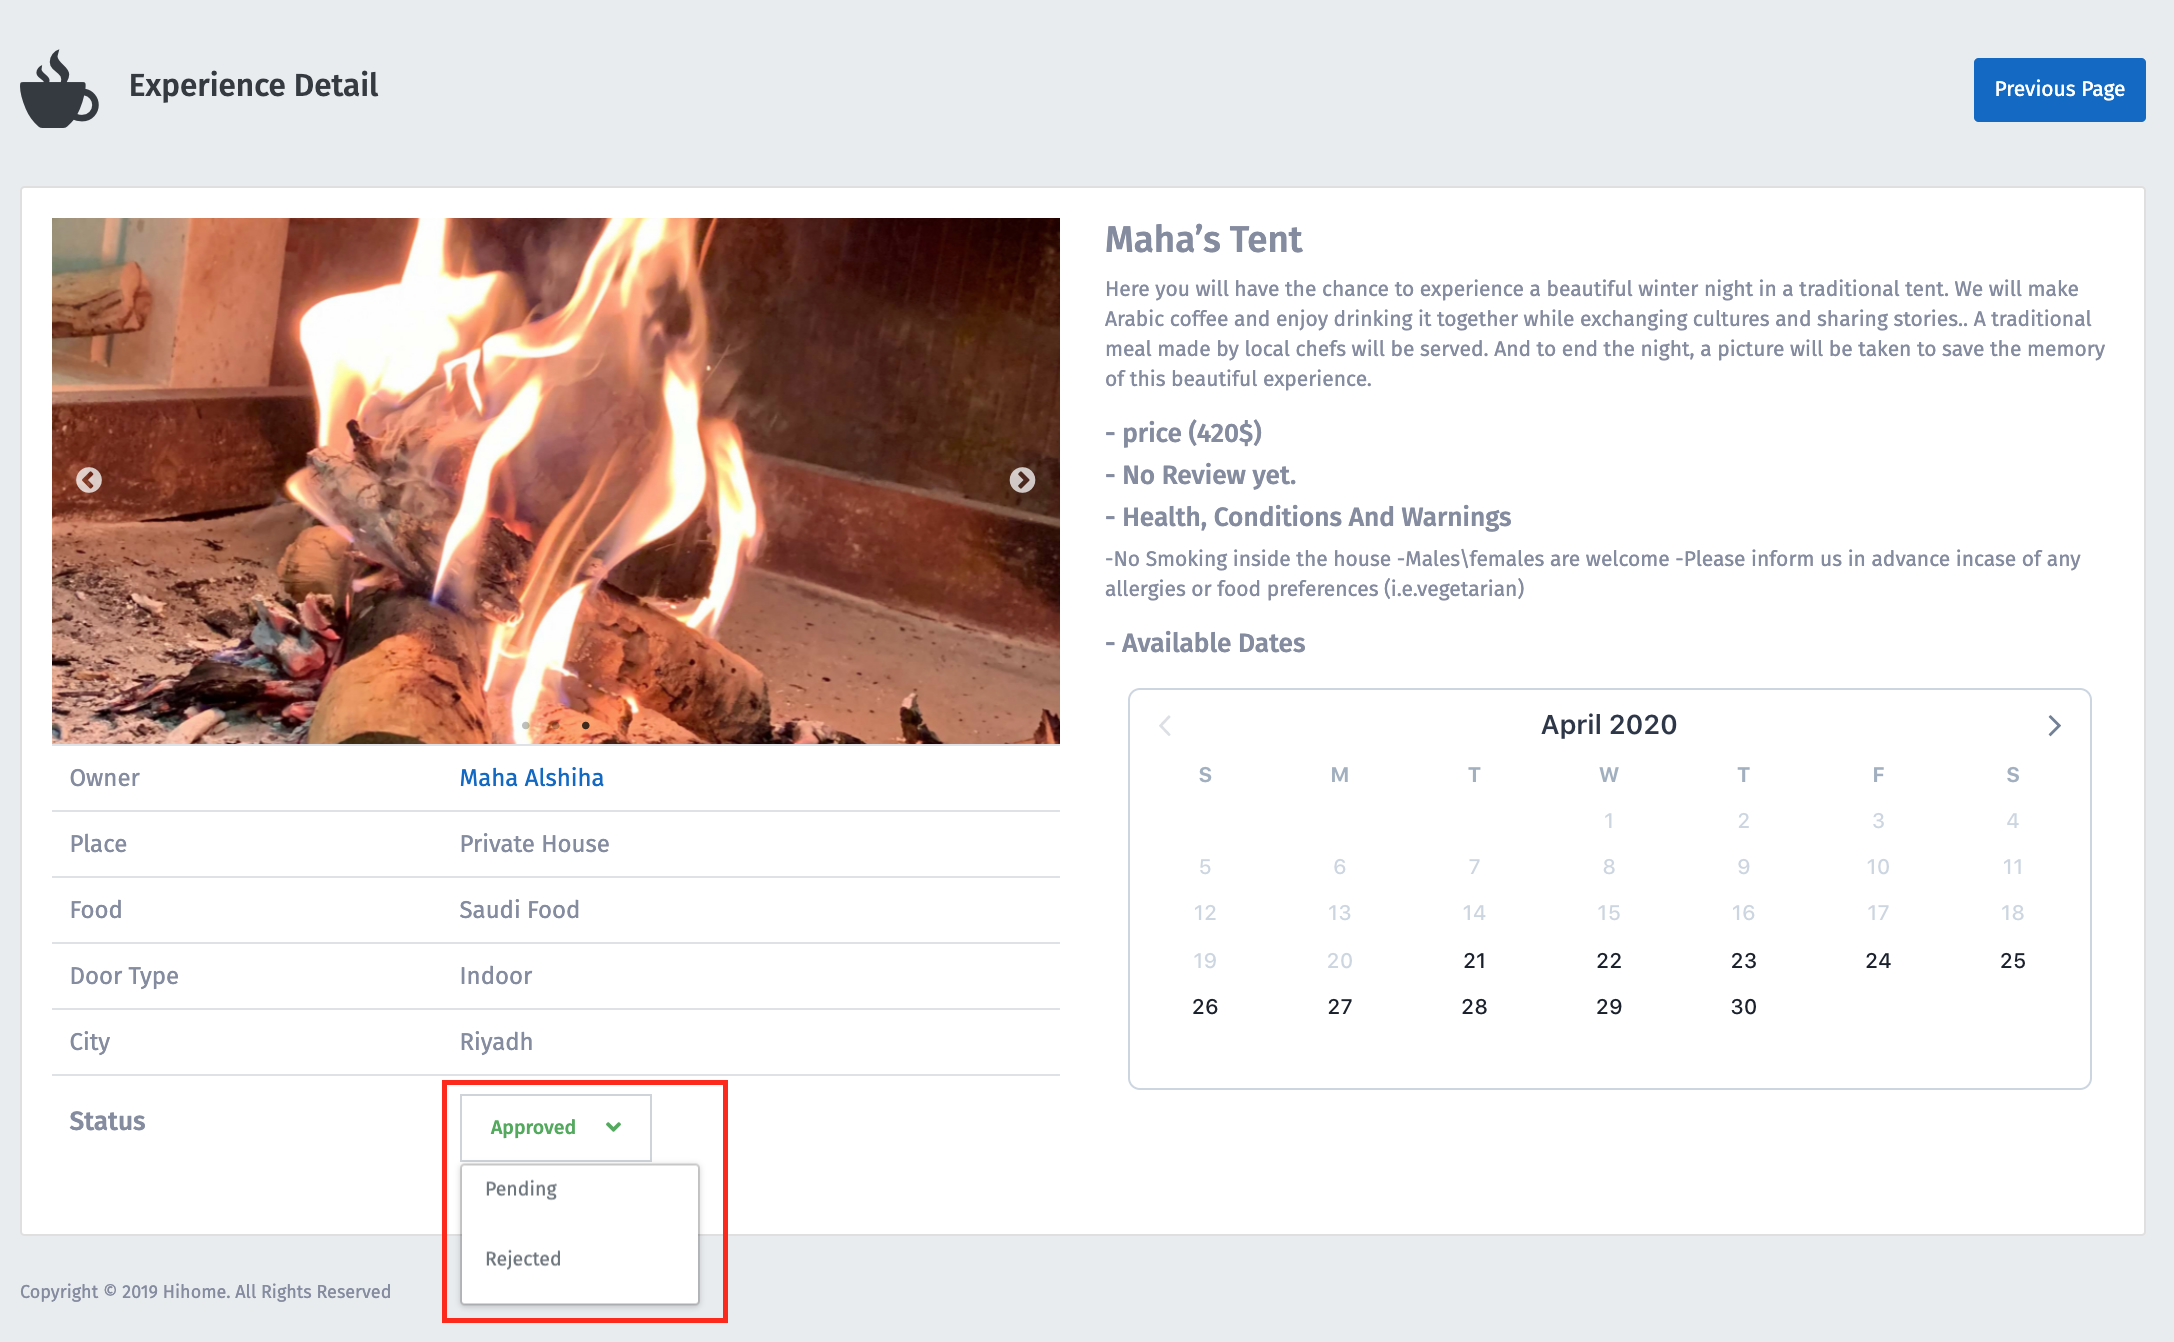 Experience Detail
Previous Page
Maha's Tent
Here you will have the chance to experience a beautiful winter night in a traditional tent. We will make
Arabic coffee and enjoy drinking it together while exchanging cultures and sharing stories.. A traditional
meal made by local chefs will be served. And to end the night, a picture will be taken to save the memory
of this beautiful experience.
- price (420$)
- No Review yet.
- Health, Conditions And Warnings
-No Smoking inside the house -Males\females are welcome -Please inform us in advance incase of any
allergies or food preferences (i.e.vegetarian)
- Available Dates
April 2020
S M T W T F S
1 2 3 4
5 6 7 8 9 10 11
12 13 14 15 16 17 18
19 20 21 22 23 24 25
26 27 28 29 30
Owner Maha Alshiha
Place Private House
Food Saudi Food
Door Type Indoor
City Riyadh
Status Approved
Pending
Rejected
Copyright © 2019 Hihome. All Rights Reserved